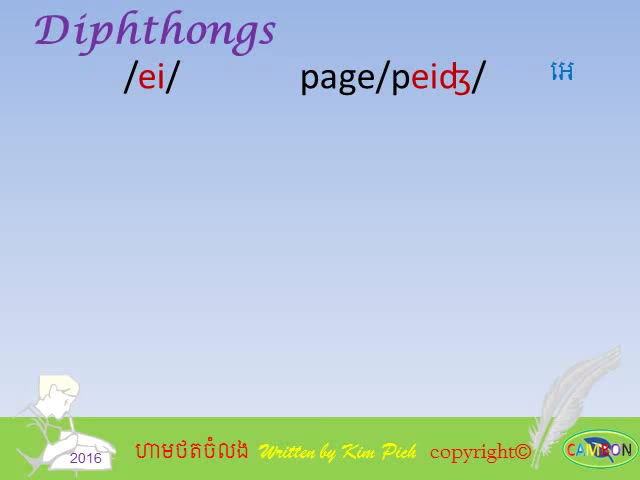 Diphthongs
/ei/ page/peiʤ/ អេ
2016 ហាមថតចំលង Written by Kim Pich copyright© CAMBON